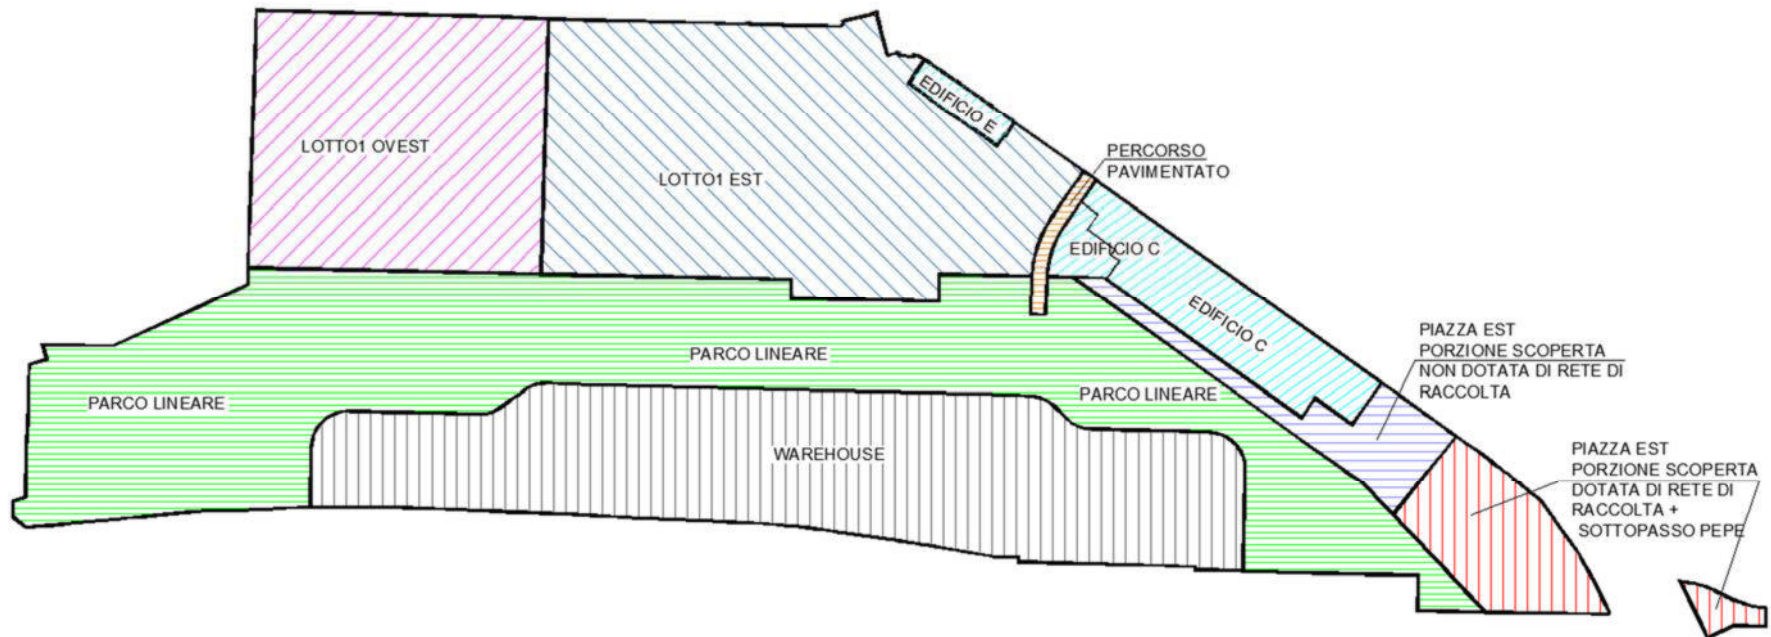 EDIFICIO E
LOTTO1 OVEST
LOTTO1 EST
PERCORSO
PAVIMENTATO
EDIFICIO C
EDIFICIO C
PIAZZA EST
PORZIONE SCOPERTA
NON DOTATA DI RETE DI
RACCOLTA
PARCO LINEARE
PARCO LINEARE
PARCO LINEARE
WAREHOUSE
PIAZZA EST
PORZIONE SCOPERTA
DOTATA DI RETE DI
RACCOLTA +
SOTTOPASSO PEPE